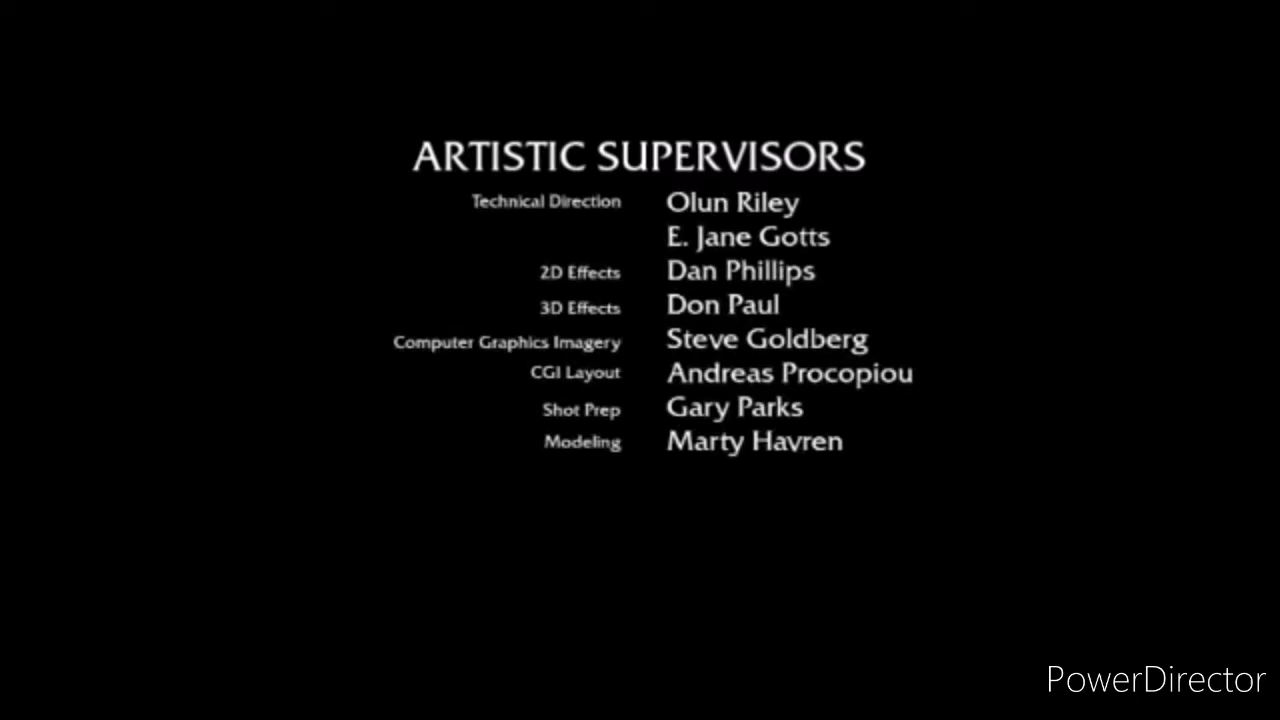 ARTISTIC SUPERVISORS
Technical Direction Olun Riley
E. Jane Gotts
2D Effects Dan Phillips
3D Effects Don Paul
Computer Graphics Imagery Steve Goldberg
CGI Layout Andreas Procopiou
Shot Prep Gary Parks
Modeling Marty Havren
PowerDirector